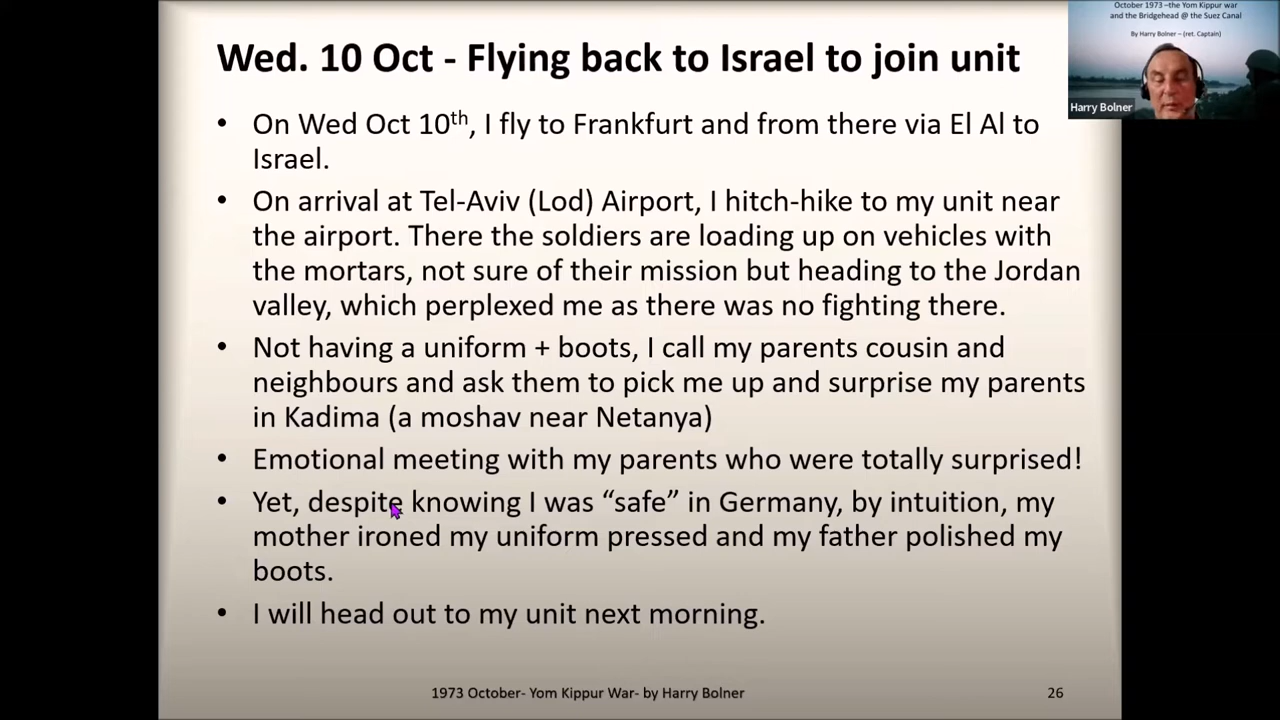 Wed. 10 Oct - Flying back to Israel to join unit
• On Wed Oct 10th, I fly to Frankfurt and from there via El Al to
Israel.
• On arrival at Tel-Aviv (Lod) Airport, I hitch-hike to my unit near
the airport. There the soldiers are loading up on vehicles with
the mortars, not sure of their mission but heading to the Jordan
valley, which perplexed me as there was no fighting there.
• Not having a uniform + boots, I call my parents cousin and
neighbours and ask them to pick me up and surprise my parents
in Kadima (a moshav near Netanya)
• Emotional meeting with my parents who were totally surprised!
• Yet, despite knowing I was “safe” in Germany, by intuition, my
mother ironed my uniform pressed and my father polished my
boots.
• I will head out to my unit next morning.
1973 October- Yom Kippur War- by Harry Bolner
26
October 1973 –the Yom Kippur war
and the Bridgehead @ the Suez Canal
By Harry Bolner – (ret. Captain)
Harry Bolner